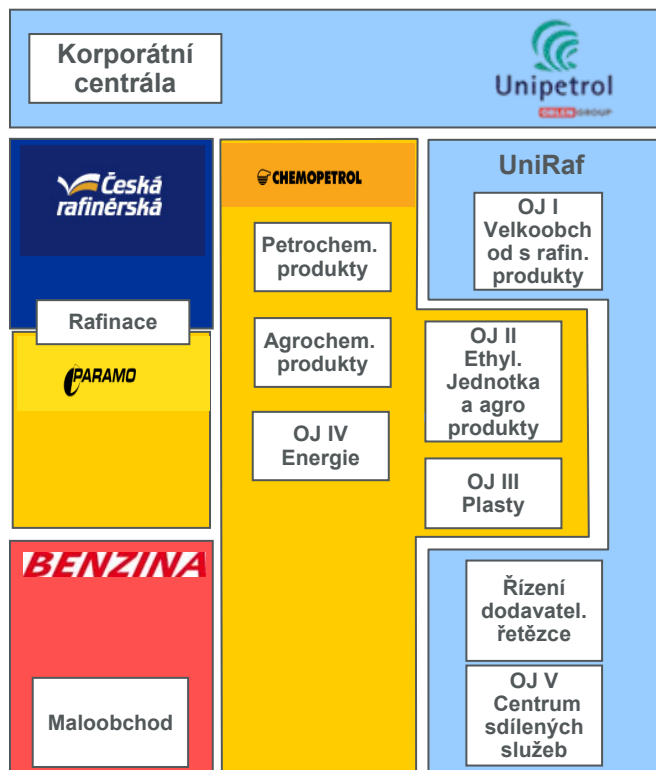 Korporátní
centrála
Unipetrol
ORLEN GROUP
Česká
rafinérská
Rafinace
PARAMO
BENZINA
Maloobchod
CHEMOPETROL
Petrochem.
produkty
Agrochem.
produkty
OJ IV
Energie
UniRaf
OJ I
Velkoobch
od s rafin.
produkty
OJ II
Ethyl.
Jednotka
a agro
produkty
OJ III
Plasty
Řízení
dodavatel.
řetězce
OJ V
Centrum
sdílených
služeb